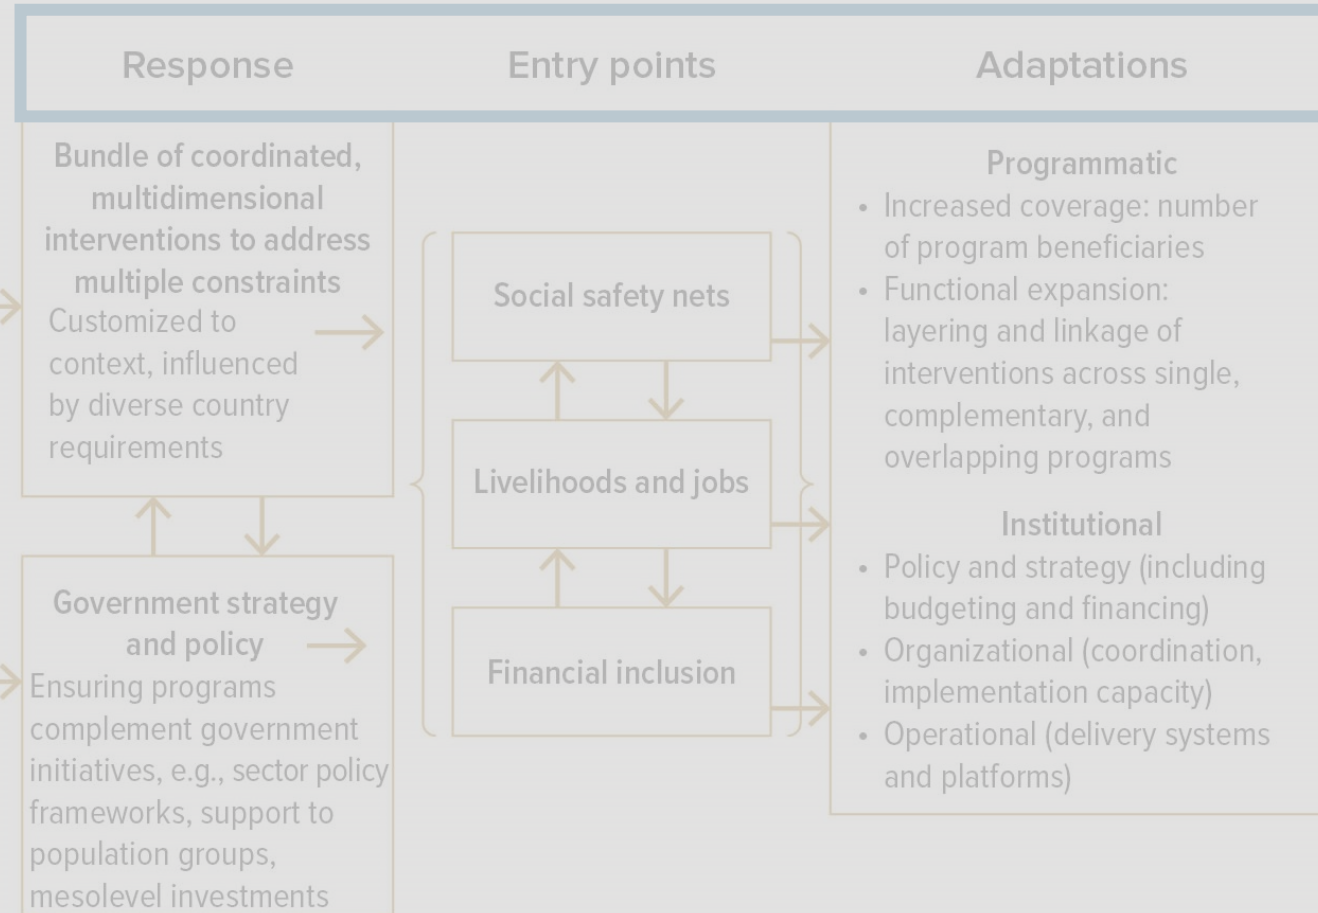 Response
Entry points
Adaptations
Bundle of coordinated,
multidimensional
interventions to address
multiple constraints
Customized to
context, influenced
by diverse country
requirements
Government strategy
and policy
Ensuring programs
complement government
initiatives, e.g., sector policy
frameworks, support to
population groups,
mesolevel investments
Social safety nets
Livelihoods and jobs
Financial inclusion
Programmatic
• Increased coverage: number
of program beneficiaries
• Functional expansion:
layering and linkage of
interventions across single,
complementary, and
overlapping programs
Institutional
• Policy and strategy (including
budgeting and financing)
• Organizational (coordination,
implementation capacity)
• Operational (delivery systems
and platforms)